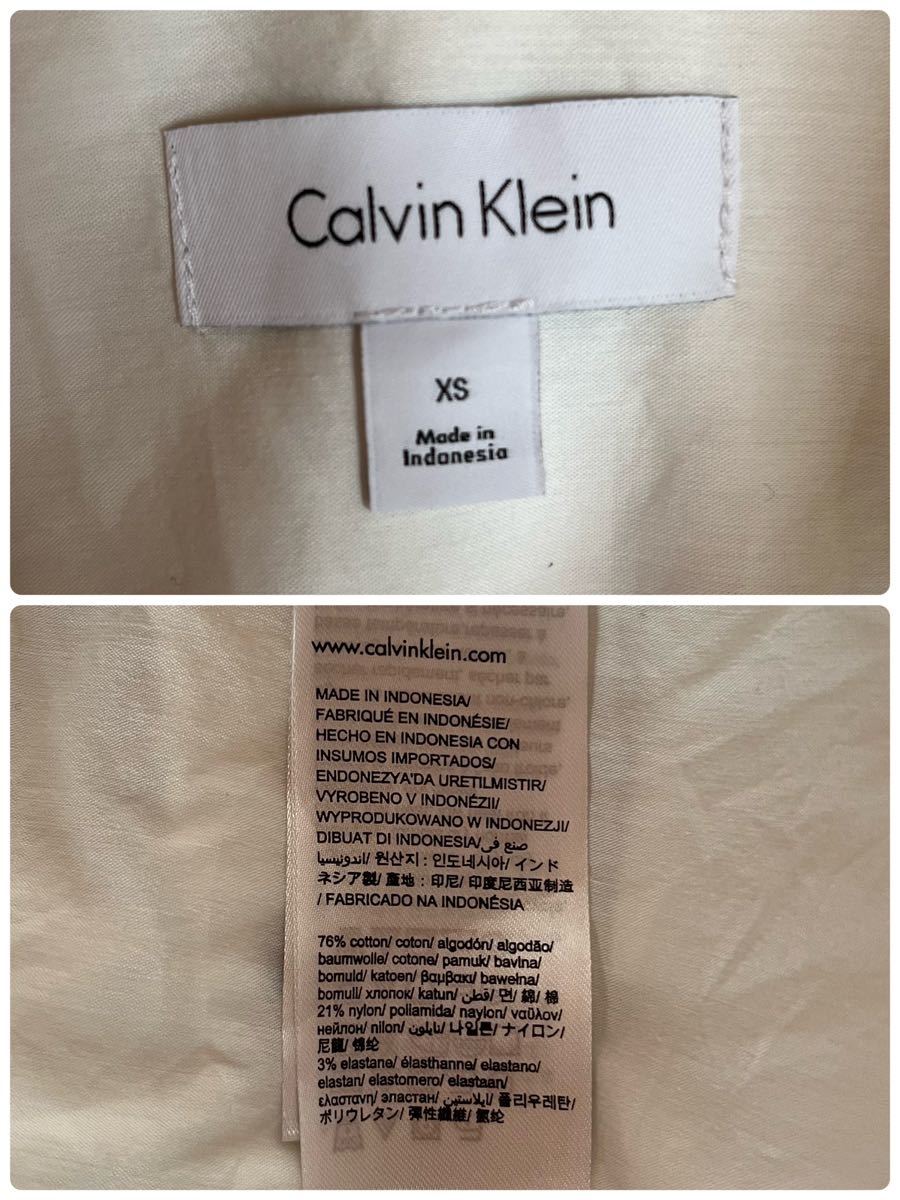 Calvin Klein
XS
Made in
Indonesia
www.calvinklein.com
MADE IN INDONESIA/
FABRIQUÉ EN INDONÉSIE/
HECHO EN INDONESIA CON
INSUMOS IMPORTADOS/
ENDONEZYA'DA URETILMISTIR/
VYROBENO V INDONÉZII/
WYPRODUKOWANO W INDONEZJI/
DIBUAT DI INDONESIA/صنع في
اندونيسيا/ 원산지 : 인도네시아/ インド
ネシア製/ 產地 : 印尼/ 印度尼西亚制造
/ FABRICADO NA INDONÉSIA
76% cotton/ coton/ algodón/ algodão/
baumwolle/ cotone/ pamuk/ bavlna/
bomuld/ katoen/ βαμβακι/ bawełna/
bomull/ хлопок/ katun/ قطن/ 면/ 綿/ 棉
21% nylon/ poliamida/ naylon/ ναϋλον/
нейлон/ nilon/ نايلون/ 나일론/ ナイロン/
尼龍/ 锦纶
3% elastane/ élasthanne/ elastano/
elastan/ elastomero/ elastaan/
ελαστανη/ эластан/ ايلاستين/ 폴리우레탄/
ポリウレタン/ 彈性纖維/ 氨纶